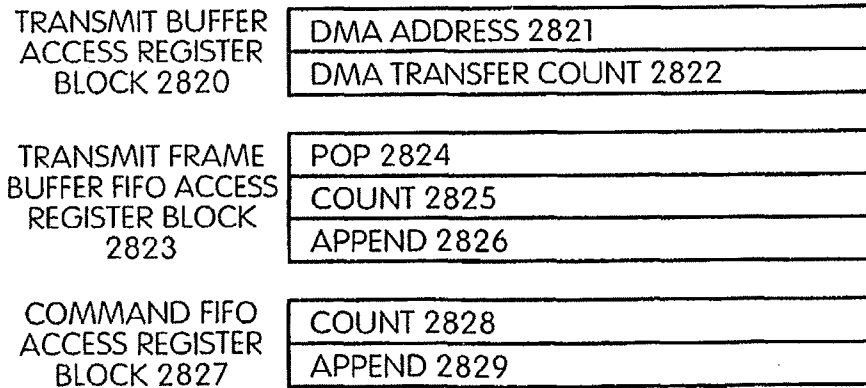 TRANSMIT BUFFER
ACCESS REGISTER
BLOCK 2820
DMA ADDRESS 2821
DMA TRANSFER COUNT 2822
TRANSMIT FRAME
BUFFER FIFO ACCESS
REGISTER BLOCK
2823
POP 2824
COUNT 2825
APPEND 2826
COMMAND FIFO
ACCESS REGISTER
BLOCK 2827
COUNT 2828
APPEND 2829